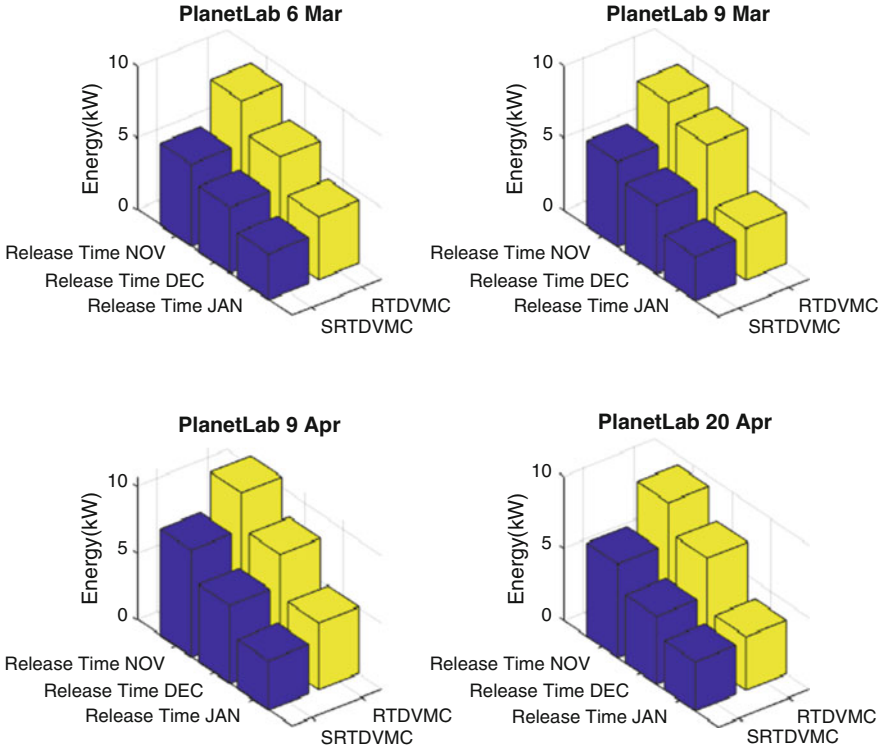 PlanetLab 6 Mar
10
5
0
Energy(kW)
Release Time NOV
Release Time DEC
Release Time JAN
RTDVMC
SRTDVMC
PlanetLab 9 Mar
10
5
0
Energy(kW)
Release Time NOV
Release Time DEC
Release Time JAN
RTDVMC
SRTDVMC
PlanetLab 9 Apr
10
5
0
Energy(kW)
Release Time NOV
Release Time DEC
Release Time JAN
RTDVMC
SRTDVMC
PlanetLab 20 Apr
10
5
0
Energy(kW)
Release Time NOV
Release Time DEC
Release Time JAN
RTDVMC
SRTDVMC